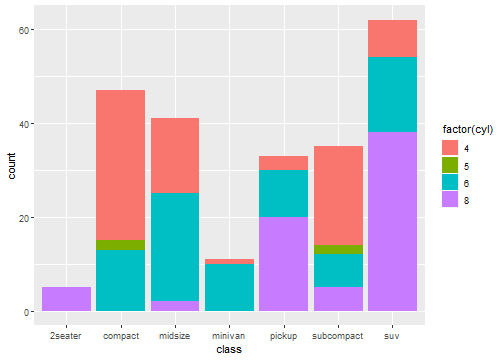 60
40
20
0
count
2seater compact midsize minivan pickup subcompact suv
class
factor(cyl)
4
5
6
8